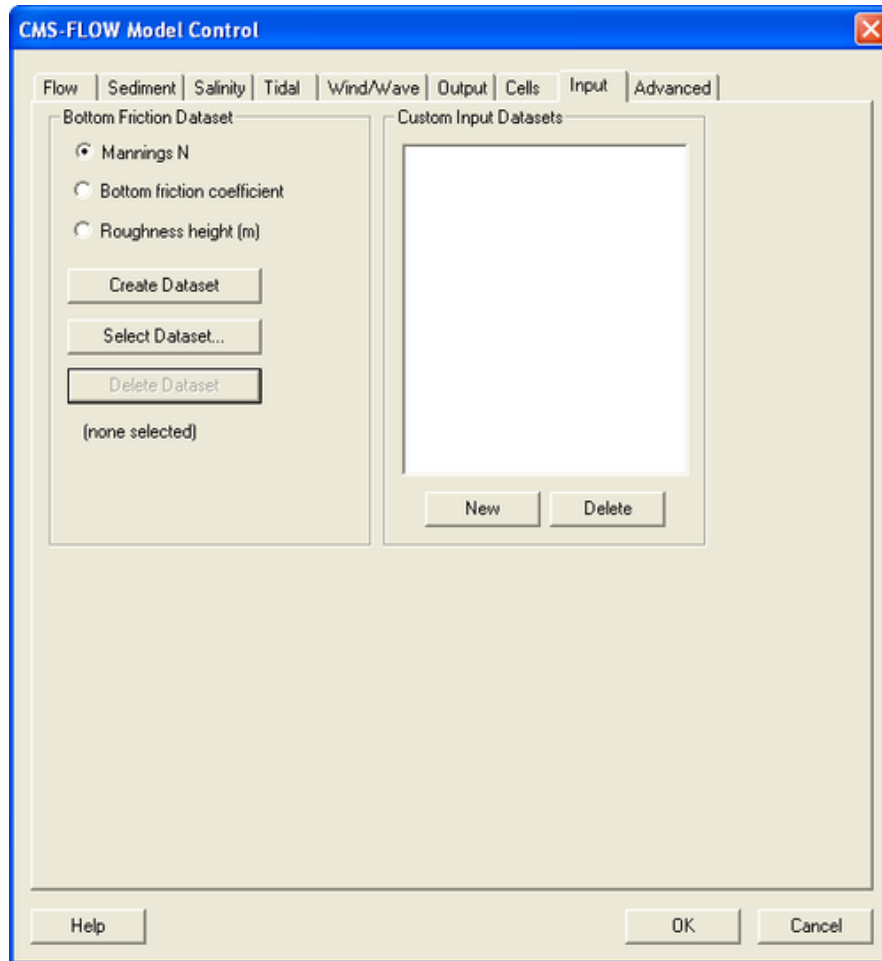 CMS-FLOW Model Control
Flow Sediment Salinity Tidal Wind/Wave Output Cells Input Advanced
Bottom Friction Dataset
Mannings N
Bottom friction coefficient
Roughness height (m)
Create Dataset
Select Dataset...
Delete Dataset
(none selected)
Custom Input Datasets
New Delete
Help OK Cancel